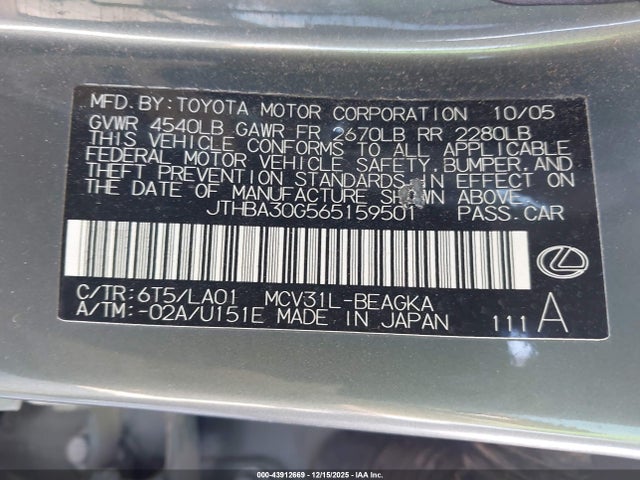 MFD. BY: TOYOTA MOTOR CORPORATION 10/05
GVWR 4540LB GAWR FR 2670LB RR 2280LB
THIS VEHICLE CONFORMS TO ALL APPLICABLE
FEDERAL MOTOR VEHICLE SAFETY, BUMPER, AND
THEFT PREVENTION STANDARDS IN EFFECT ON
THE DATE OF MANUFACTURE SHOWN ABOVE.
JTHBA30G565159501 PASS. CAR
C/TR: 6T5/LA01 MCV31L-BEAGKA
A/TM: -02A/U151E MADE IN JAPAN 111 A
000-43912669 - 12/15/2025 - IAA Inc.